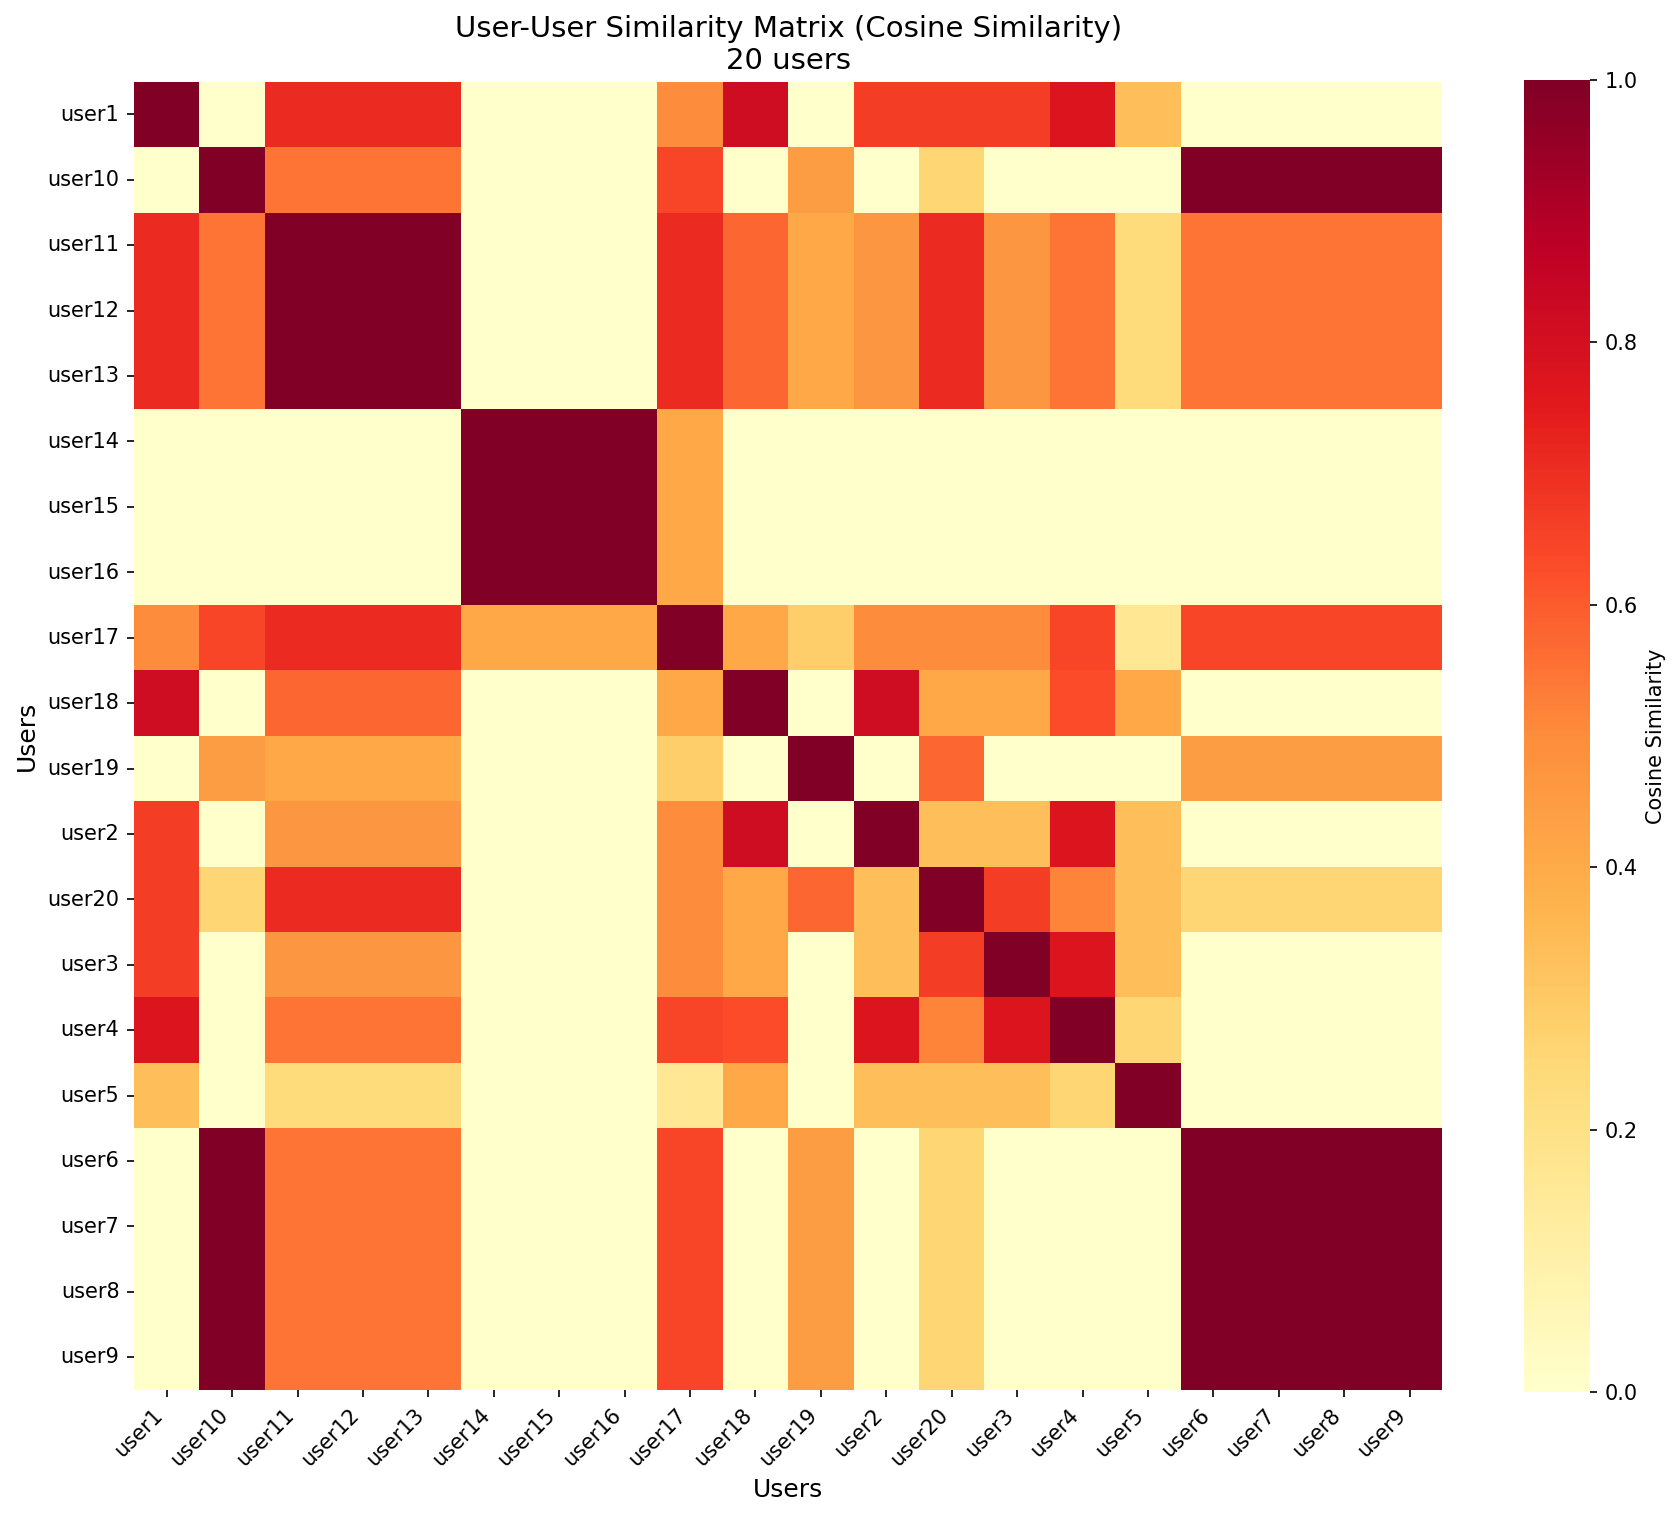 User-User Similarity Matrix (Cosine Similarity)
20 users
user1
user10
user11
user12
user13
user14
user15
user16
user17
user18
user19
user2
user20
user3
user4
user5
user6
user7
user8
user9
Users
user1
user10
user11
user12
user13
user14
user15
user16
user17
user18
user19
user2
user20
user3
user4
user5
user6
user7
user8
user9
Users
1.0
0.8
0.6
0.4
0.2
0.0
Cosine Similarity